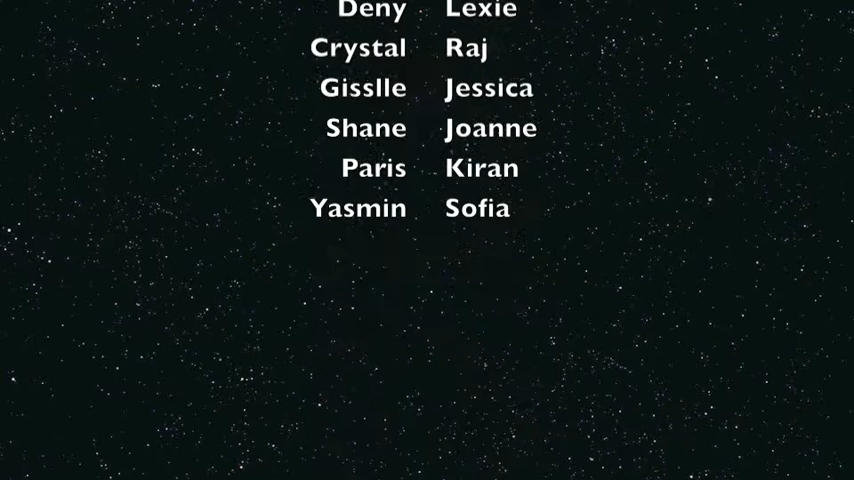 Deny Lexie
Crystal Raj
Gisslle Jessica
Shane Joanne
Paris Kiran
Yasmin Sofia